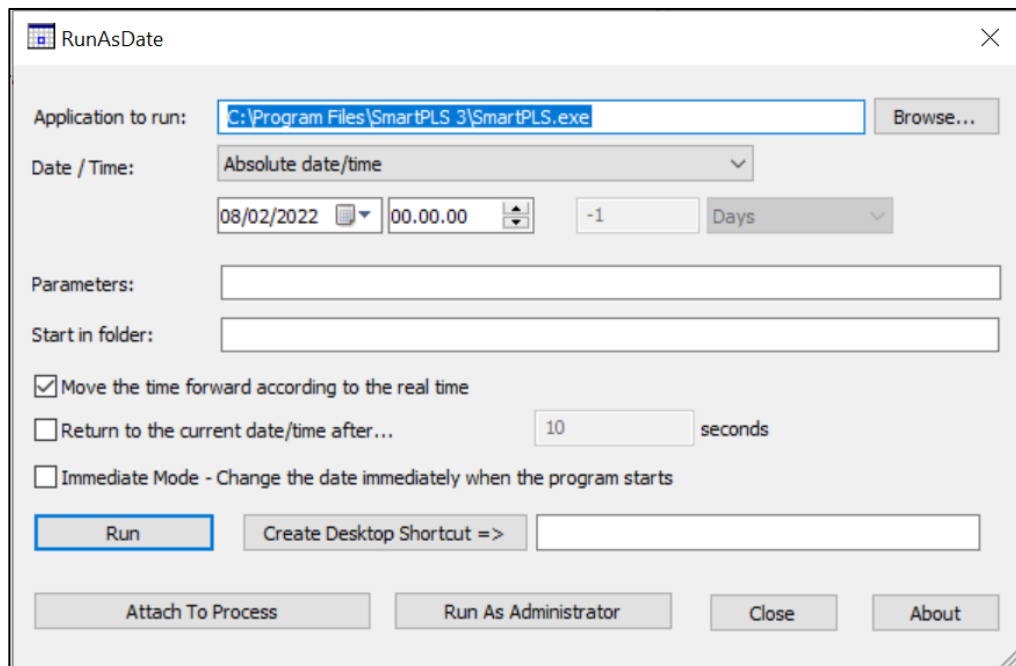 RunAsDate
Application to run: C:\Program Files\SmartPLS 3\SmartPLS.exe Browse...
Date / Time: Absolute date/time
08/02/2022 00.00.00 -1 Days
Parameters:
Start in folder:
Move the time forward according to the real time
Return to the current date/time after... 10 seconds
Immediate Mode - Change the date immediately when the program starts
Run Create Desktop Shortcut =>
Attach To Process Run As Administrator Close About